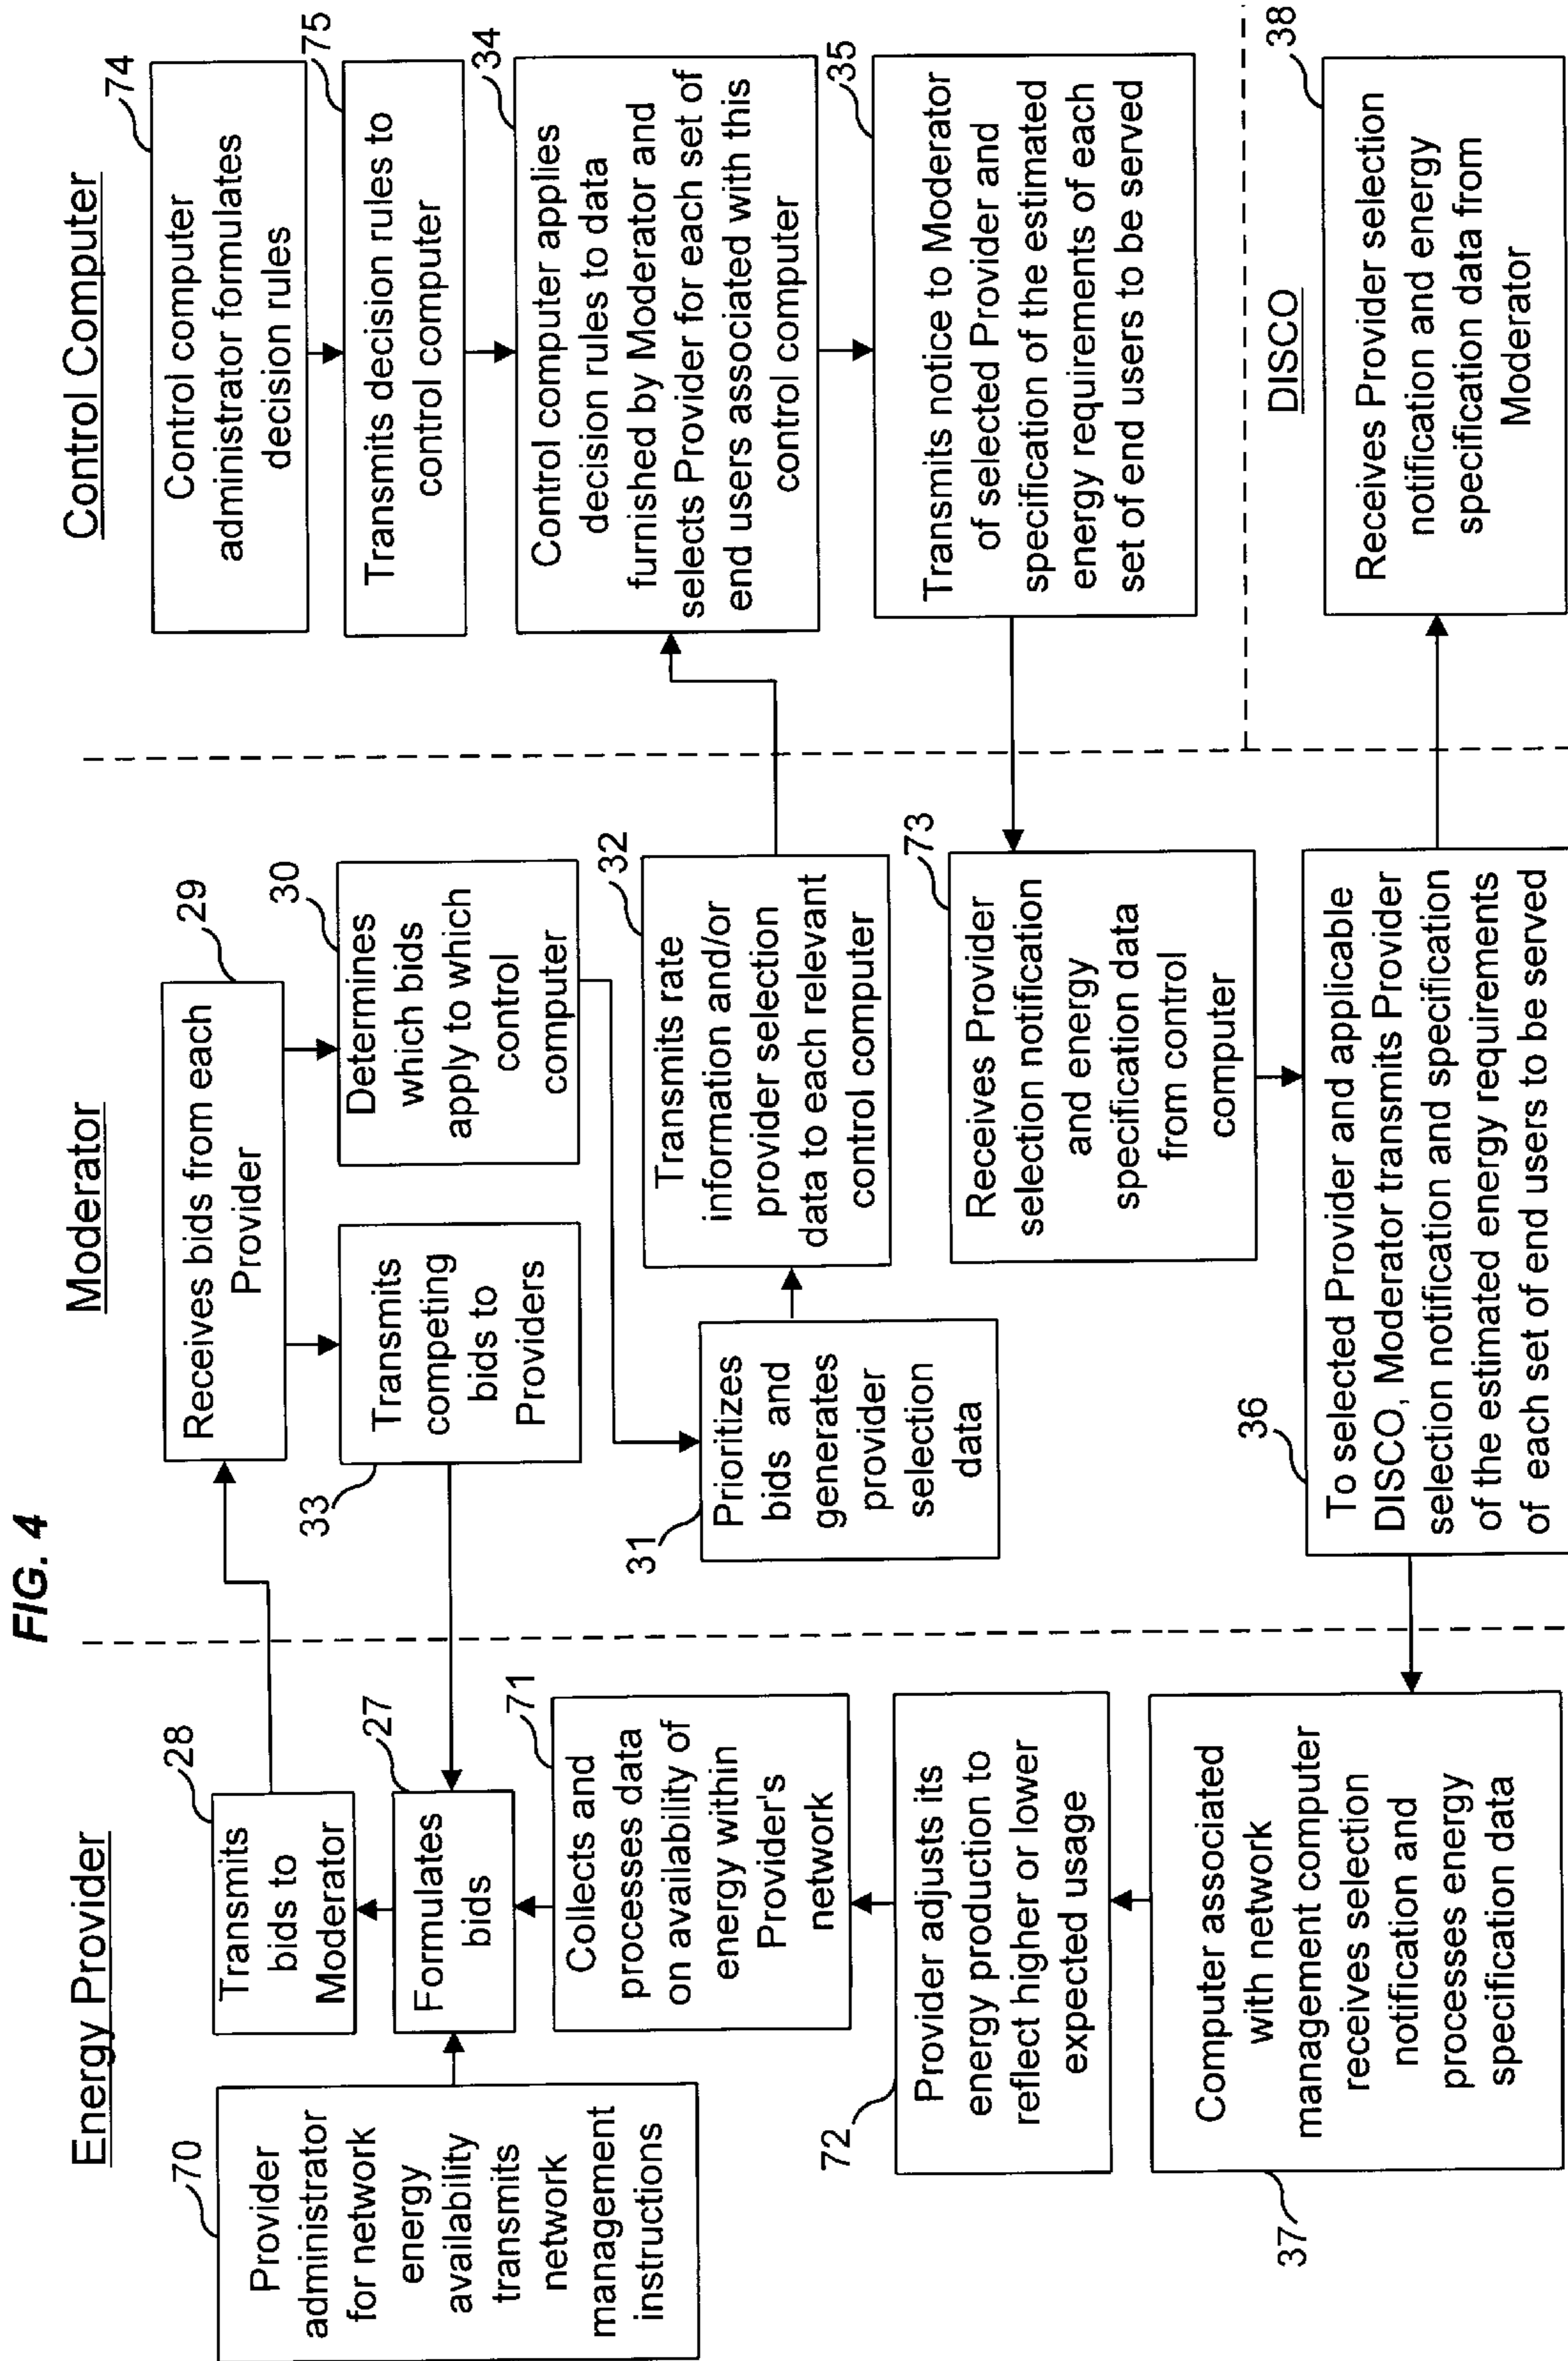 FIG. 4
Energy Provider
70
Provider
administrator
for network
energy
availability
transmits
network
management
instructions
28
Transmits
bids to
Moderator
27
Formulates
bids
71
Collects and
processes data
on availability of
energy within
Provider's
network
72
Provider adjusts its
energy production to
reflect higher or lower
expected usage
37
Computer associated
with network
management computer
receives selection
notification and
processes energy
specification data
Moderator
29
Receives bids from each
Provider
33
Transmits
competing
bids to
Providers
30
Determines
which bids
apply to which
control
computer
31
Prioritizes
bids and
generates
provider
selection
data
32
Transmits rate
information and/or
provider selection
data to each relevant
control computer
73
Receives Provider
selection notification
and energy
specification data
from control
computer
36
To selected Provider and applicable
DISCO, Moderator transmits Provider
selection notification and specification
of the estimated energy requirements
of each set of end users to be served
Control Computer
74
Control computer
administrator formulates
decision rules
75
Transmits decision rules to
control computer
34
Control computer applies
decision rules to data
furnished by Moderator and
selects Provider for each set of
end users associated with this
control computer
35
Transmits notice to Moderator
of selected Provider and
specification of the estimated
energy requirements of each
set of end users to be served
DISCO
38
Receives Provider selection
notification and energy
specification data from
Moderator